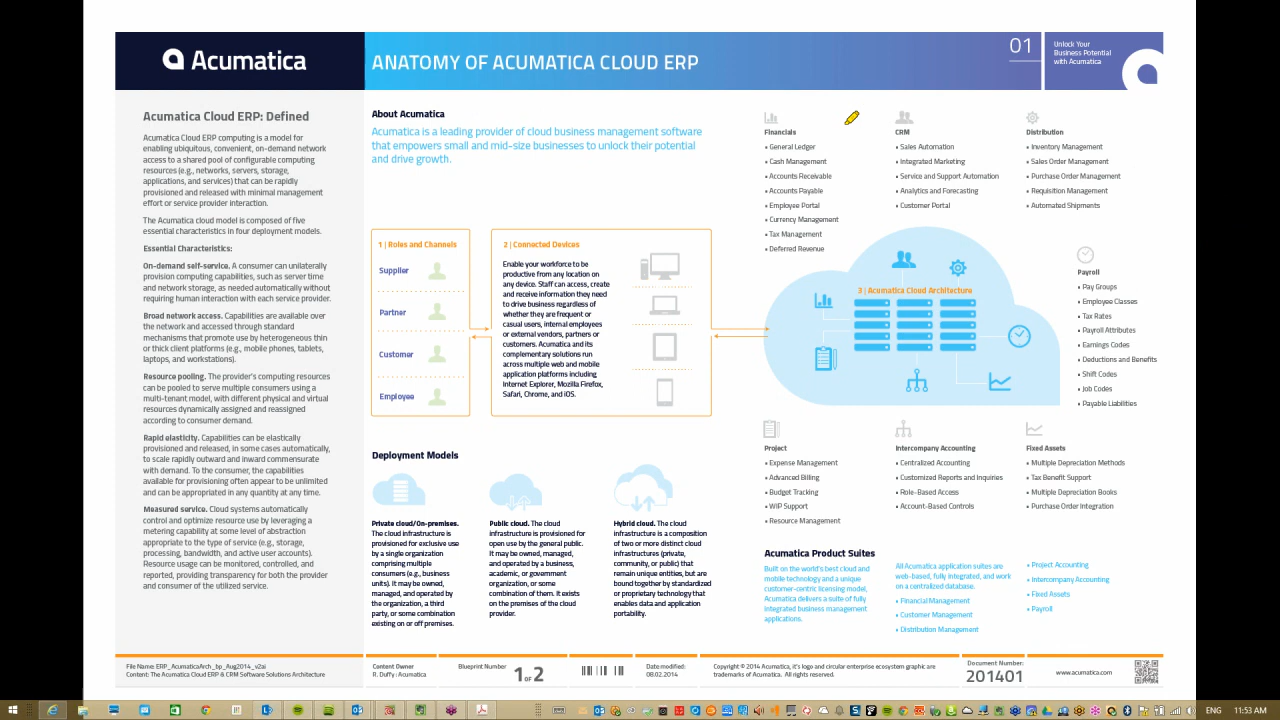 Acumatica
ANATOMY OF ACUMATICA CLOUD ERP
01
Unlock Your
Business Potential
with Acumatica
Acumatica Cloud ERP: Defined
Acumatica Cloud ERP computing is a model for
enabling ubiquitous, convenient, on-demand network
access to a shared pool of configurable computing
resources (e.g., networks, servers, storage,
applications, and services) that can be rapidly
provisioned and released with minimal management
effort or service provider interaction.
The Acumatica cloud model is composed of five
essential characteristics in four deployment models.
Essential Characteristics:
On-demand self-service. A consumer can unilaterally
provision computing capabilities, such as server time
and network storage, as needed automatically without
requiring human interaction with each service provider.
Broad network access. Capabilities are available over
the network and accessed through standard
mechanisms that promote use by heterogeneous thin
or thick client platforms (e.g., mobile phones, tablets,
laptops, and workstations).
Resource pooling. The provider's computing resources
can be pooled to serve multiple consumers using a
multi-tenant model, with different physical and virtual
resources dynamically assigned and reassigned
according to consumer demand.
Rapid elasticity. Capabilities can be elastically
provisioned and released, in some cases automatically,
to scale rapidly outward and inward commensurate
with demand. To the consumer, the capabilities
available for provisioning often appear to be unlimited
and can be appropriated in any quantity at any time.
Measured service. Cloud systems automatically
control and optimize resource use by leveraging a
metering capability at some level of abstraction
appropriate to the type of service (e.g., storage,
processing, bandwidth, and active user accounts).
Resource usage can be monitored, controlled, and
reported, providing transparency for both the provider
and consumer of the utilized service.
About Acumatica
Acumatica is a leading provider of cloud business management software
that empowers small and mid-size businesses to unlock their potential
and drive growth.
1 | Roles and Channels
Supplier
Partner
Customer
Employee
2 | Connected Devices
Enable your workforce to be
productive from any location on
any device. Staff can access, create
and receive information they need
to drive business regardless of
whether they are frequent or
casual users, internal employees
or external vendors, partners or
customers. Acumatica and its
complementary solutions run
across multiple web and mobile
application platforms including
Internet Explorer, Mozilla Firefox,
Safari, Chrome, and iOS.
Deployment Models
Private cloud/On-premises.
The cloud infrastructure is
provisioned for exclusive use
by a single organization
comprising multiple
consumers (e.g., business
units). It may be owned,
managed, and operated by
the organization, a third
party, or some combination
existing on or off premises.
Public cloud. The cloud
infrastructure is provisioned for
open use by the general public.
It may be owned, managed,
and operated by a business,
academic, or government
organization, or some
combination of them. It exists
on the premises of the cloud
provider.
Hybrid cloud. The cloud
infrastructure is a composition
of two or more distinct cloud
infrastructures (private,
community, or public) that
remain unique entities, but are
bound together by standardized
or proprietary technology that
enables data and application
portability.
Financials
• General Ledger
• Cash Management
• Accounts Receivable
• Accounts Payable
• Employee Portal
• Currency Management
• Tax Management
• Deferred Revenue
CRM
• Sales Automation
• Integrated Marketing
• Service and Support Automation
• Analytics and Forecasting
• Customer Portal
Distribution
• Inventory Management
• Sales Order Management
• Purchase Order Management
• Requisition Management
• Automated Shipments
3 | Acumatica Cloud Architecture
Payroll
• Pay Groups
• Employee Classes
• Tax Rates
• Payroll Attributes
• Earnings Codes
• Deductions and Benefits
• Shift Codes
• Job Codes
• Payable Liabilities
Project
• Expense Management
• Advanced Billing
• Budget Tracking
• WIP Support
• Resource Management
Intercompany Accounting
• Centralized Accounting
• Customized Reports and Inquiries
• Role-Based Access
• Account-Based Controls
Fixed Assets
• Multiple Depreciation Methods
• Tax Benefit Support
• Multiple Depreciation Books
• Purchase Order Integration
Acumatica Product Suites
Built on the world's best cloud and
mobile technology and a unique
customer-centric licensing model,
Acumatica delivers a suite of fully
integrated business management
applications.
All Acumatica application suites are
web-based, fully integrated, and work
on a centralized database.
• Financial Management
• Customer Management
• Distribution Management
• Project Accounting
• Intercompany Accounting
• Fixed Assets
• Payroll
File Name: ERP_AcumaticaArch_bp_Aug2014_v2ai
Content: The Acumatica Cloud ERP & CRM Software Solutions Architecture
Content Owner
R. Duffy | Acumatica
Blueprint Number
1 OF 2
Date modified:
08.02.2014
Copyright © 2014 Acumatica, it's logo and circular enterprise ecosystem graphic are
trademarks of Acumatica. All rights reserved.
Document Number:
201401
www.acumatica.com
ENG 11:53 AM